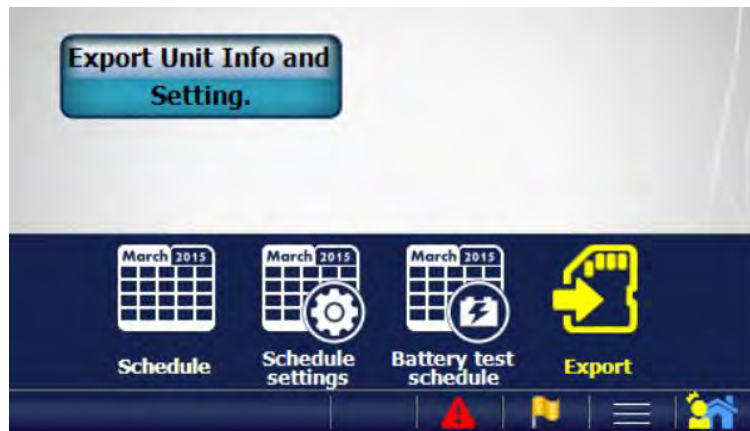 Export Unit Info and
Setting.
March 2015
March 2015
March 2015
Schedule
Schedule
settings
Battery test
schedule
Export